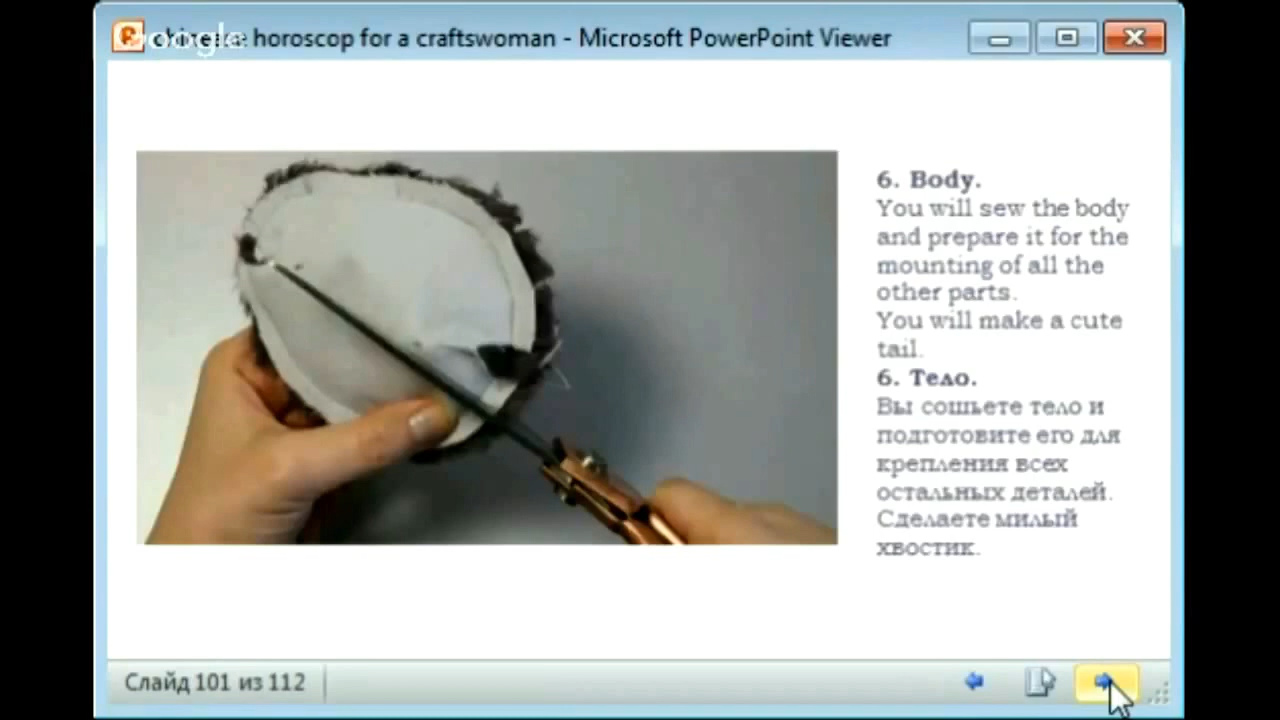 horoscop for a craftswoman - Microsoft PowerPoint Viewer
Google
6. Body.
You will sew the body
and prepare it for the
mounting of all the
other parts.
You will make a cute
tail.
6. Тело.
Вы сошьете тело и
подготовите его для
крепления всех
остальных деталей.
Сделаете милый
хвостик.
Слайд 101 из 112